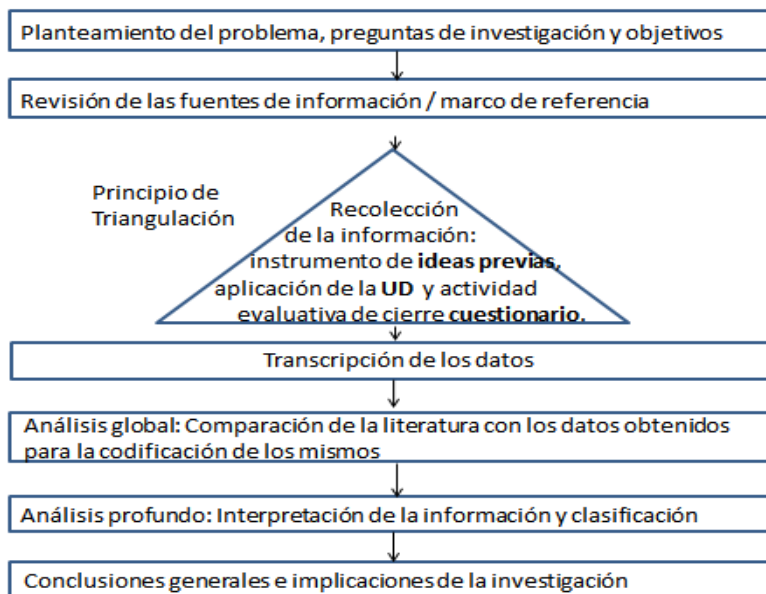 Planteamiento del problema, preguntas de investigación y objetivos
Revisión de las fuentes de información / marco de referencia
Principio de
Triangulación
Recolección
de la información:
instrumento de ideas previas,
aplicación de la UD y actividad
evaluativa de cierre cuestionario.
Transcripción de los datos
Análisis global: Comparación de la literatura con los datos obtenidos
para la codificación de los mismos
Análisis profundo: Interpretación de la información y clasificación
Conclusiones generales e implicaciones de la investigación